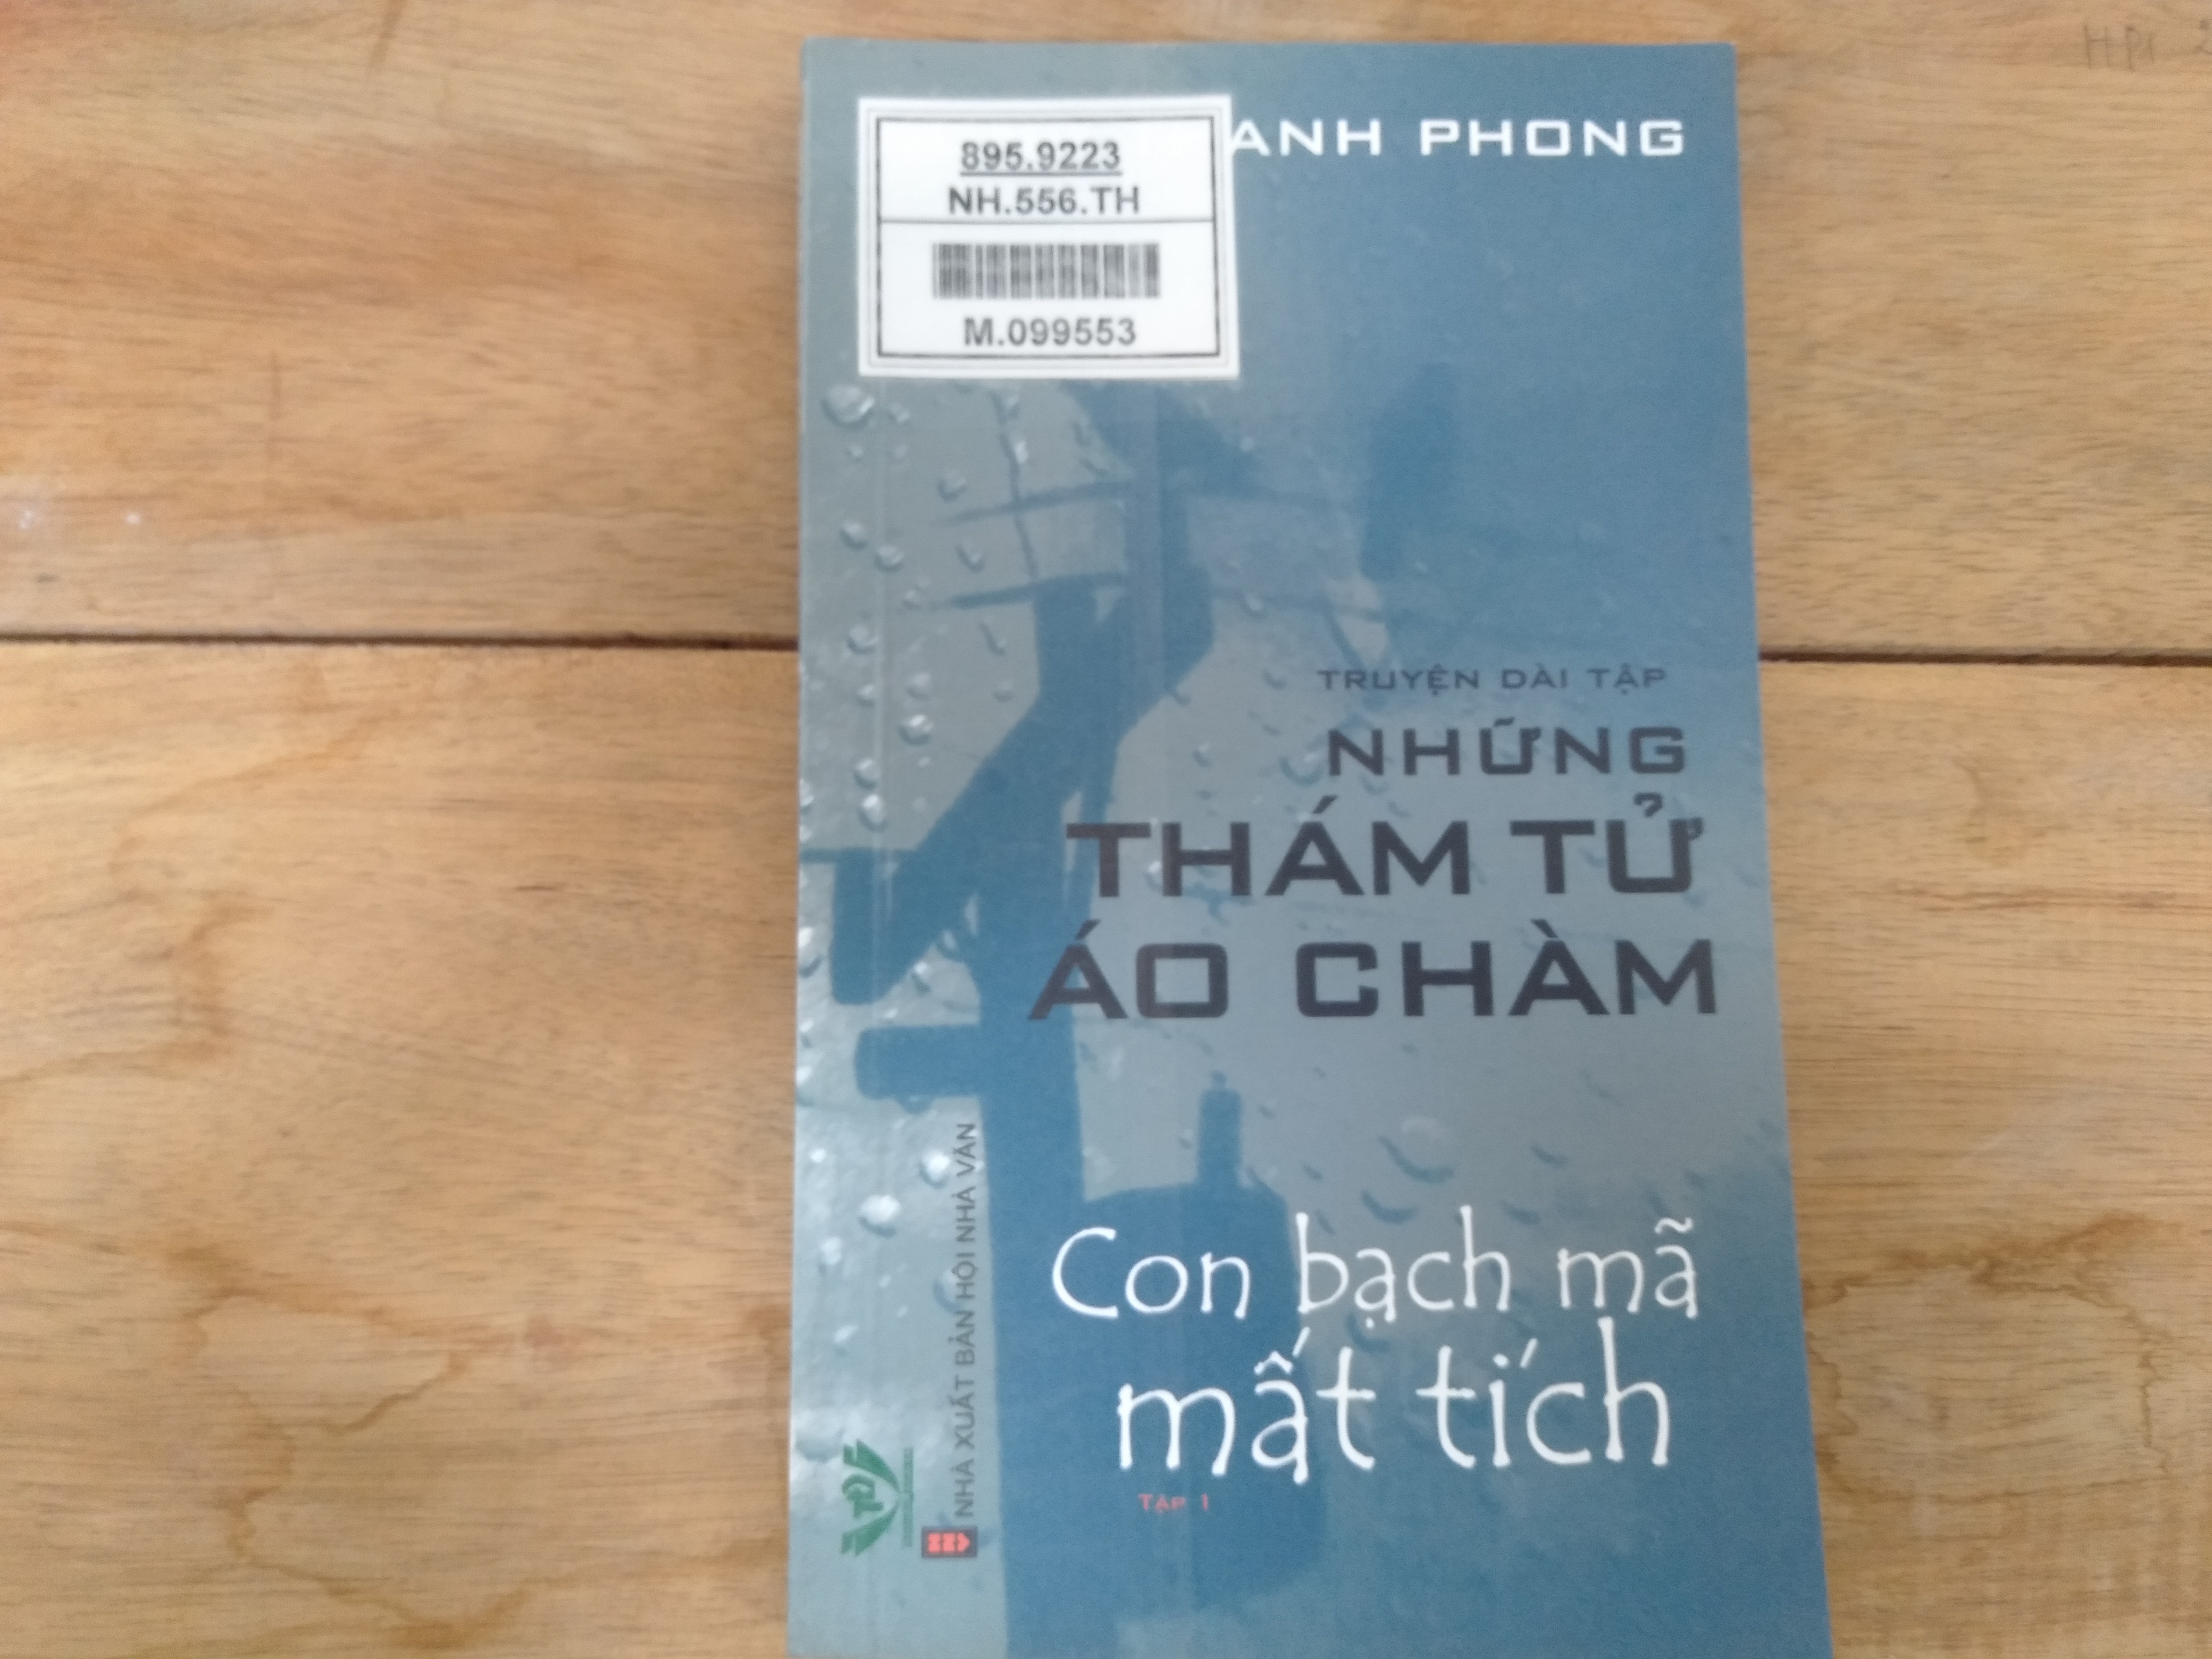 ANH PHONG
895.9223
NH.556.TH
M.099553
TRUYỆN DÀI TẬP
NHỮNG
THÁM TỬ
ÁO CHÀM
Con bạch mã
mất tích
TẬP 1
NHÀ XUẤT BẢN HỘI NHÀ VĂN